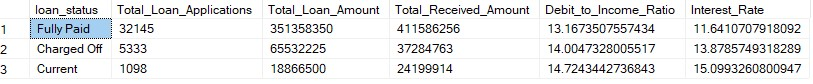 loan_status Total_Loan_Applications Total_Loan_Amount Total_Received_Amount Debit_to_Income_Ratio Interest_Rate
1 Fully Paid 32145 351358350 411586256 13.1673507557434 11.6410707918092
2 Charged Off 5333 65532225 37284763 14.0047328005517 13.8785749318289
3 Current 1098 18866500 24199914 14.7243442736843 15.0993260800947